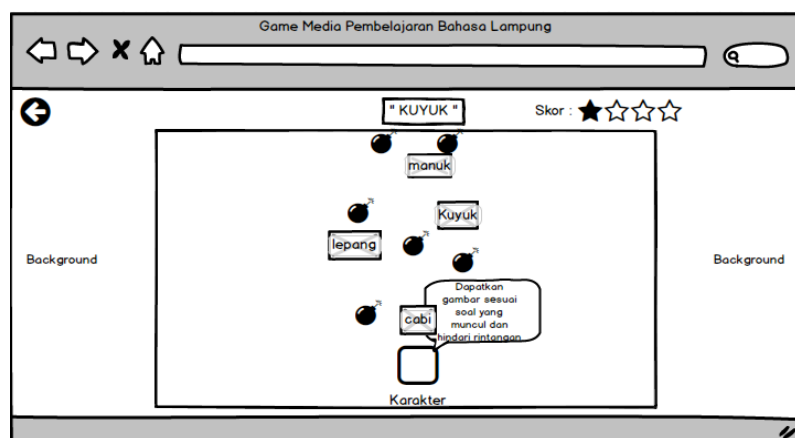 Game Media Pembelajaran Bahasa Lampung
" KUYUK "
Skor :
manuk
Kuyuk
lepang
Background
Background
Dapatkan
gambar sesuai
soal yang
muncul dan
hindari rintangan
cabi
Karakter